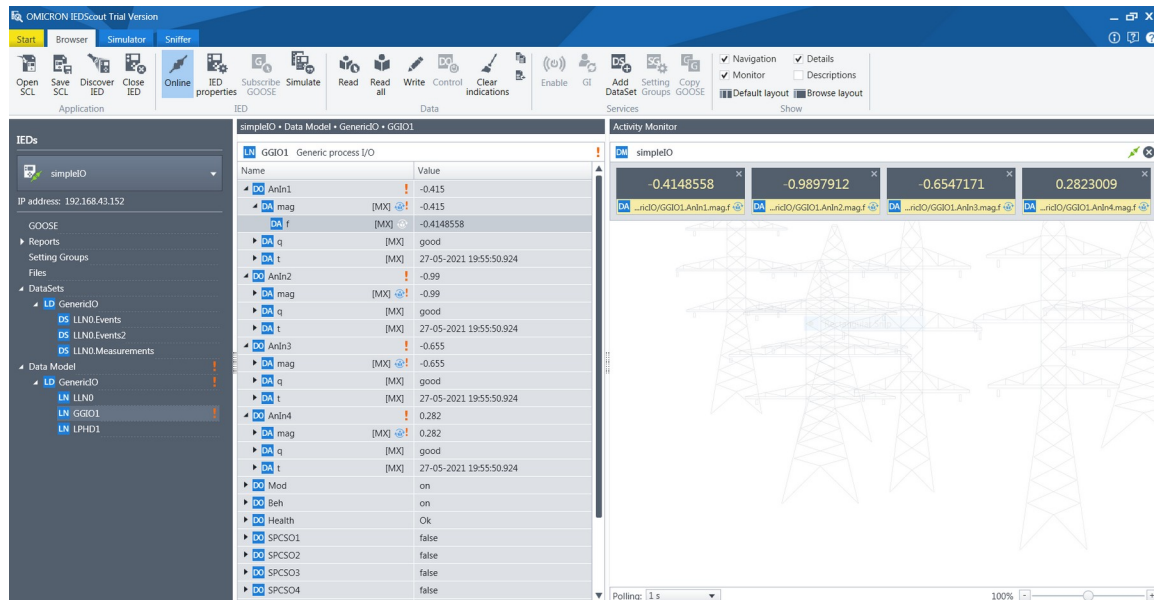 OMICRON IEDScout Trial Version
Start Browser Simulator Sniffer
Open SCL Save SCL Discover IED Close IED Online IED properties Subscribe GOOSE Simulate Read Read all Write Control Clear indications Enable GI Add DataSet Setting Groups Copy GOOSE
Navigation Details
Monitor Descriptions
Default layout Browse layout
Application IED Data Services Show
IEDs
simpleIO
IP address: 192.168.43.152
GOOSE
Reports
Setting Groups
Files
DataSets
LD GenericIO
DS LLN0.Events
DS LLN0.Events2
DS LLN0.Measurements
Data Model !
LD GenericIO !
LN LLN0
LN GGIO1 !
LN LPHD1
simpleIO • Data Model • GenericIO • GGIO1
LN GGIO1 Generic process I/O !
Name Value
DO AnIn1 ! -0.415
DA mag [MX] ! -0.415
DA f [MX] -0.4148558
DA q [MX] good
DA t [MX] 27-05-2021 19:55:50.924
DO AnIn2 ! -0.99
DA mag [MX] ! -0.99
DA q [MX] good
DA t [MX] 27-05-2021 19:55:50.924
DO AnIn3 ! -0.655
DA mag [MX] ! -0.655
DA q [MX] good
DA t [MX] 27-05-2021 19:55:50.924
DO AnIn4 ! 0.282
DA mag [MX] ! 0.282
DA q [MX] good
DA t [MX] 27-05-2021 19:55:50.924
DO Mod on
DO Beh on
DO Health Ok
DO SPCSO1 false
DO SPCSO2 false
DO SPCSO3 false
DO SPCSO4 false
Activity Monitor
DM simpleIO
-0.4148558 -0.9897912 -0.6547171 0.2823009
DA ...ricIO/GGIO1.AnIn1.mag.f DA ...ricIO/GGIO1.AnIn2.mag.f DA ...ricIO/GGIO1.AnIn3.mag.f DA ...ricIO/GGIO1.AnIn4.mag.f
Polling: 1 s 100%